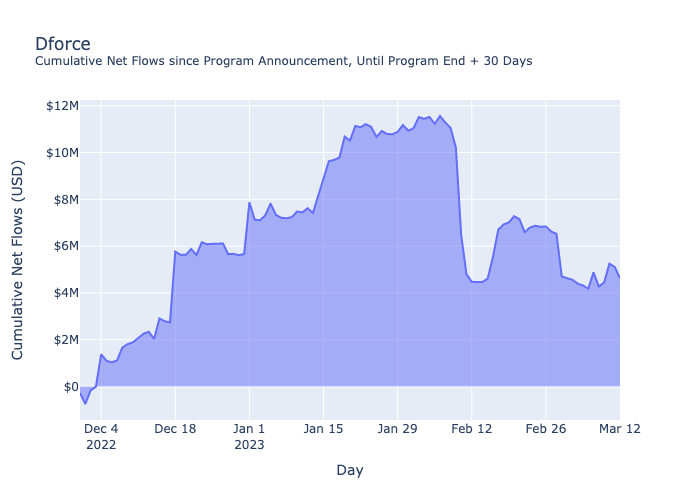 Dforce
Cumulative Net Flows since Program Announcement, Until Program End + 30 Days
$12M
$10M
$8M
$6M
$4M
$2M
$0
Cumulative Net Flows (USD)
Dec 4 Dec 18 Jan 1 Jan 15 Jan 29 Feb 12 Feb 26 Mar 12
2022 2023
Day